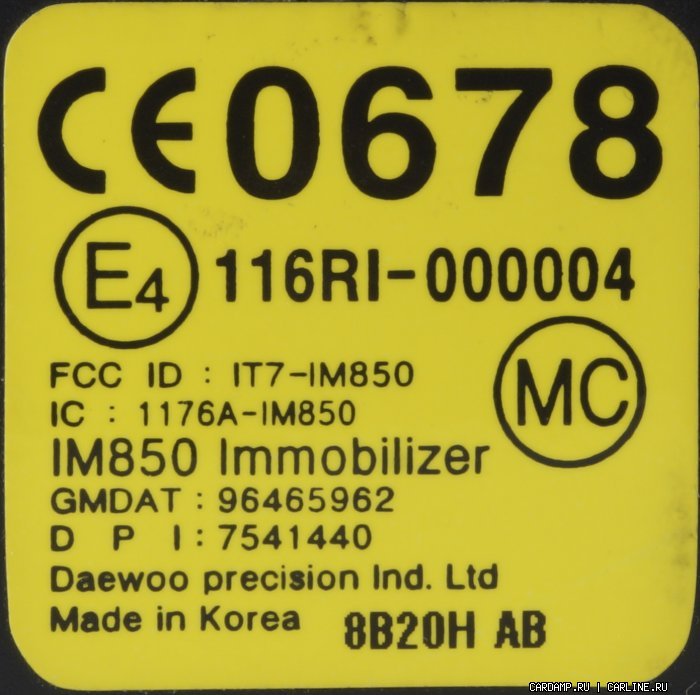 CE0678
E4 116RI-000004
FCC ID : IT7-IM850
MC
IC : 1176A-IM850
IM850 Immobilizer
GMDAT : 96465962
D P I : 7541440
Daewoo precision Ind. Ltd
Made in Korea 8B20H AB
CARDAMP.RU | CARLINE.RU